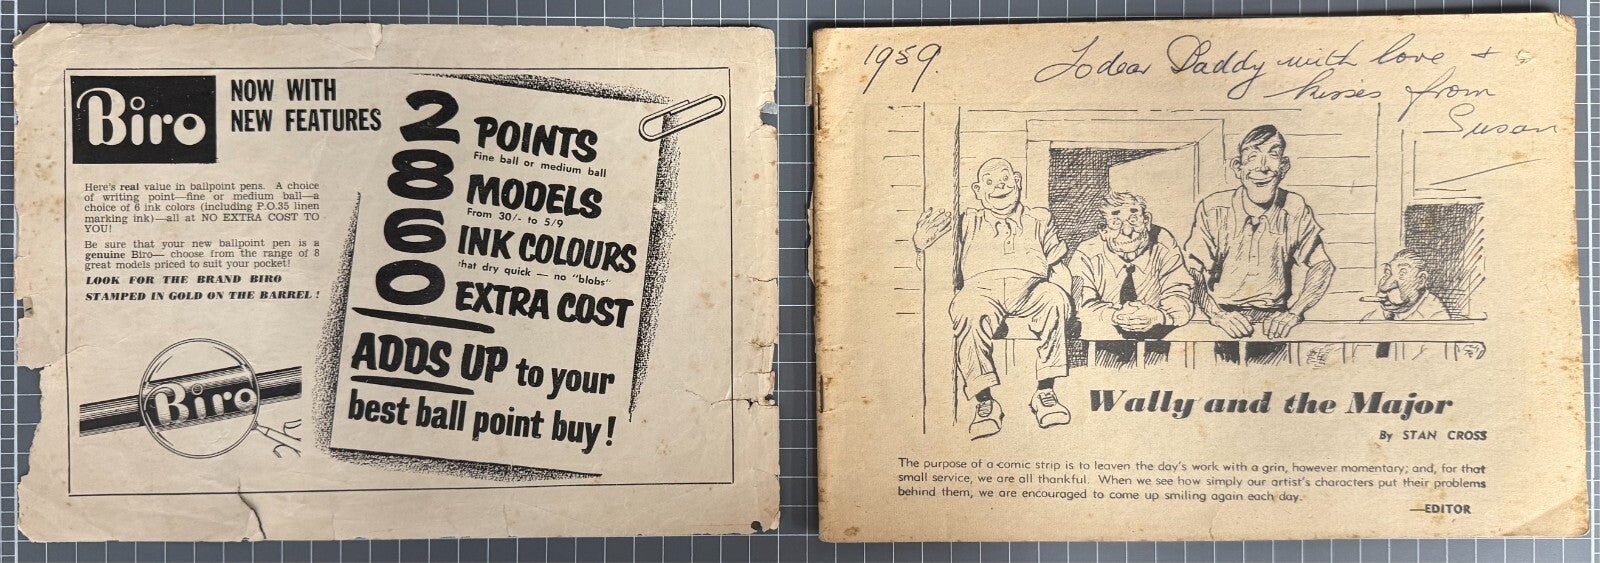 Biro
NOW WITH
NEW FEATURES
Here's real value in ballpoint pens. A choice
of writing point—fine or medium ball—a
choice of 6 ink colors (including P.O.35 linen
marking ink)—all at NO EXTRA COST TO
YOU!
Be sure that your new ballpoint pen is a
genuine Biro— choose from the range of 8
great models priced to suit your pocket!
LOOK FOR THE BRAND BIRO
STAMPED IN GOLD ON THE BARREL!
Biro
2 POINTS
Fine ball or medium ball
8 MODELS
From 30/- to 5/9
6 INK COLOURS
that dry quick — no "blobs"
0 EXTRA COST
ADDS UP to your
best ball point buy!
1959.
To dear Daddy with love +
kisses from
Susan
Wally and the Major
By STAN CROSS
The purpose of a comic strip is to leaven the day's work with a grin, however momentary; and, for that
small service, we are all thankful. When we see how simply our artist's characters put their problems
behind them, we are encouraged to come up smiling again each day.
—EDITOR